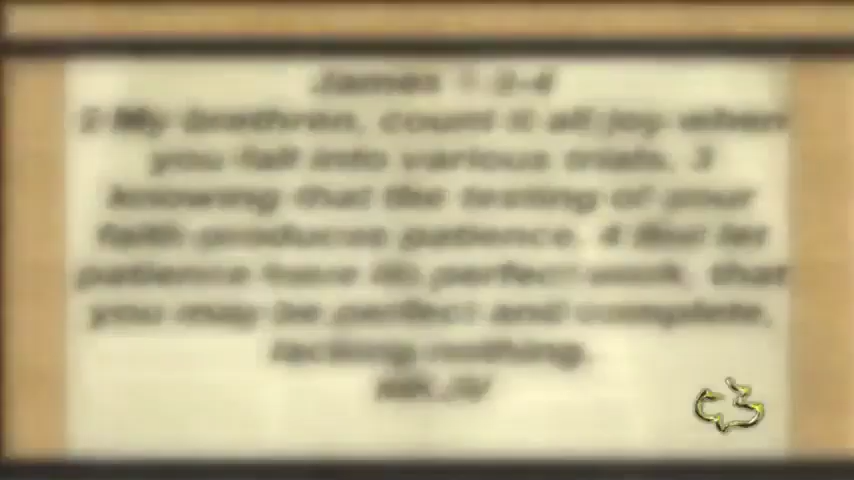 James 1:2-4
2 My brethren, count it all joy when
you fall into various trials, 3
knowing that the testing of your
faith produces patience. 4 But let
patience have its perfect work, that
you may be perfect and complete,
lacking nothing.
NKJV